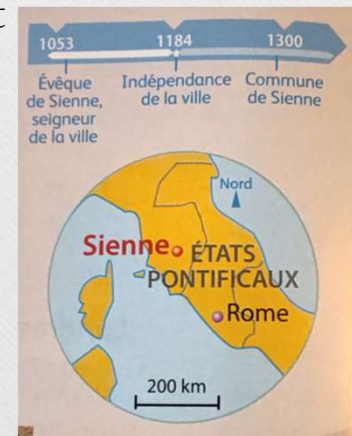 1053 1184 1300
Évêque
de Sienne,
seigneur
de la ville
Indépendance
de la ville
Commune
de Sienne
Nord
Sienne
ÉTATS
PONTIFICAUX
Rome
200 km